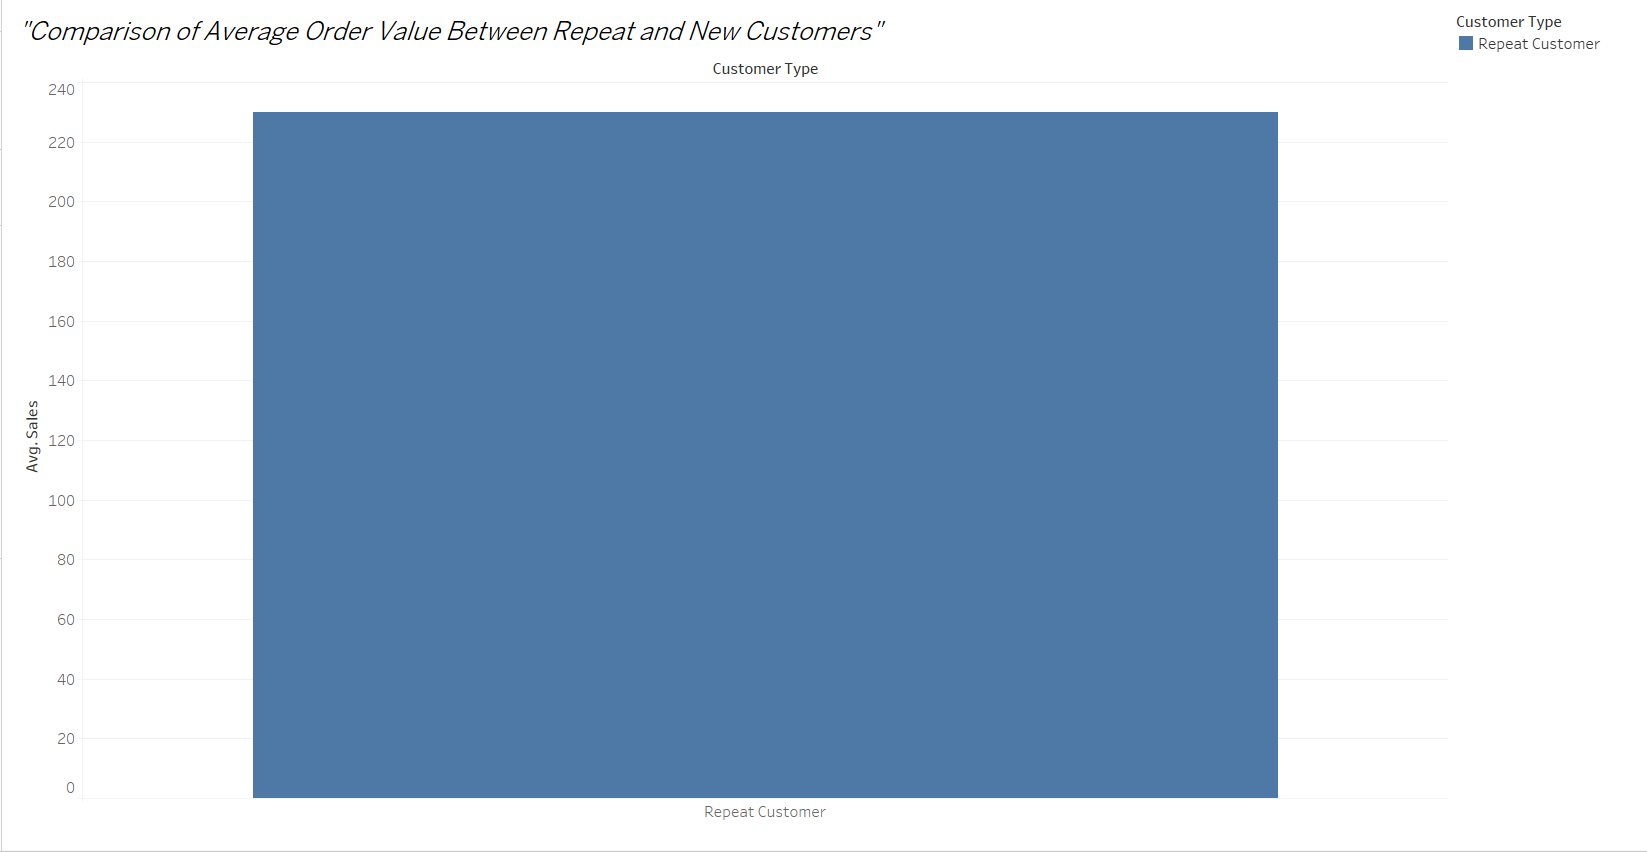 "Comparison of Average Order Value Between Repeat and New Customers"
Customer Type
Repeat Customer
Customer Type
240
220
200
180
160
140
120
100
80
60
40
20
0
Avg. Sales
Repeat Customer